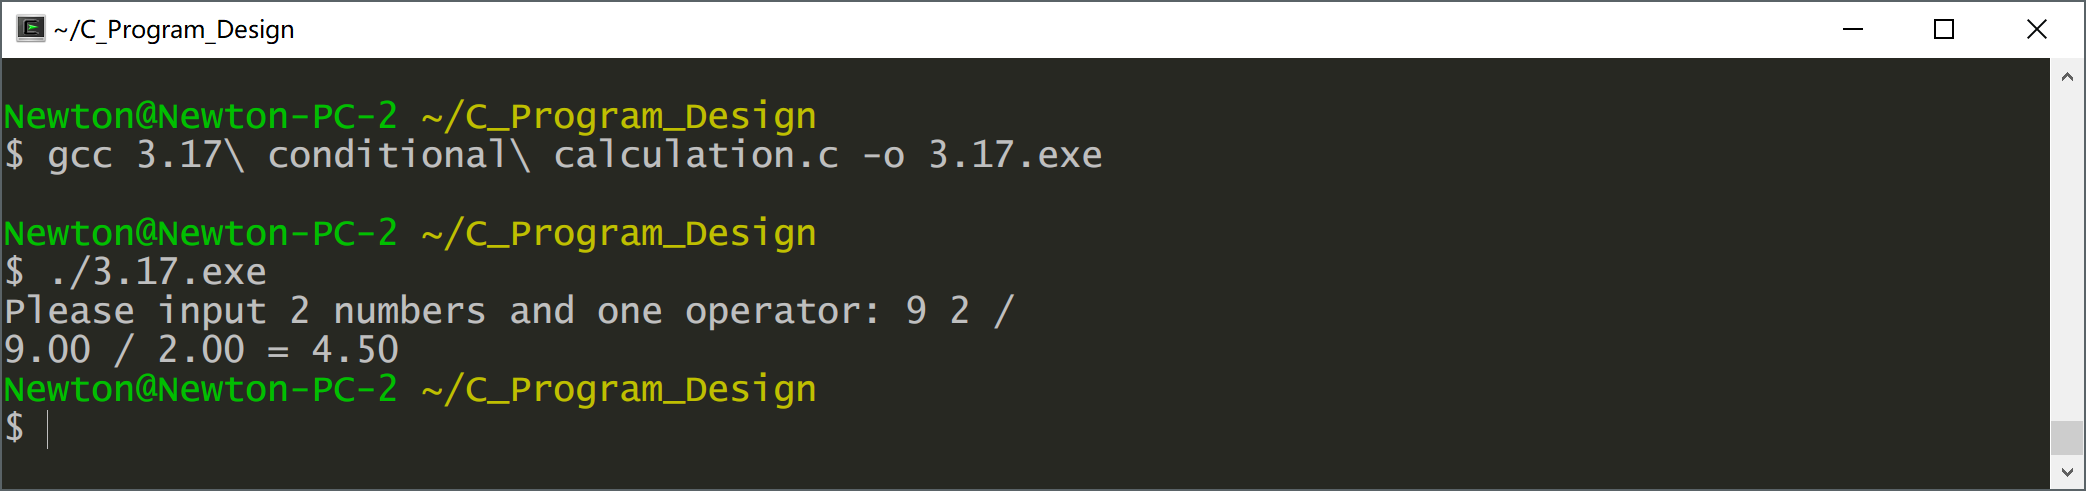 ~/C_Program_Design
Newton@Newton-PC-2 ~/C_Program_Design
$ gcc 3.17\ conditional\ calculation.c -o 3.17.exe
Newton@Newton-PC-2 ~/C_Program_Design
$ ./3.17.exe
Please input 2 numbers and one operator: 9 2 /
9.00 / 2.00 = 4.50
Newton@Newton-PC-2 ~/C_Program_Design
$